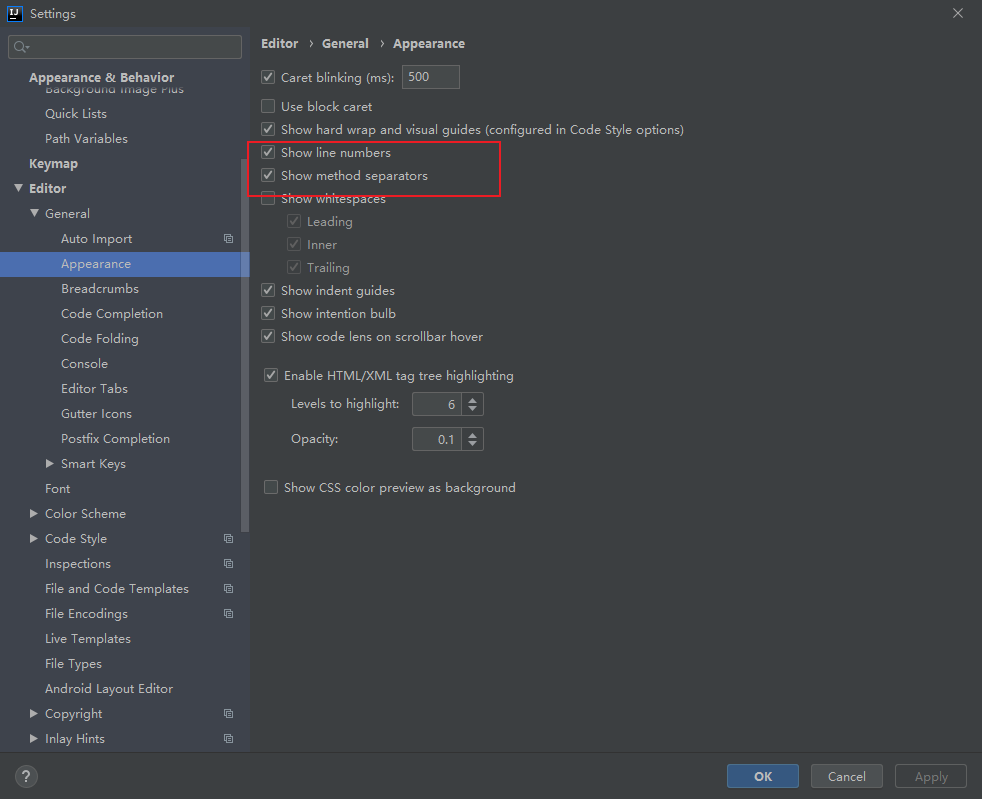 IJ
Settings
Appearance & Behavior
Background Image Plus
Quick Lists
Path Variables
Keymap
Editor
General
Auto Import
Appearance
Breadcrumbs
Code Completion
Code Folding
Console
Editor Tabs
Gutter Icons
Postfix Completion
Smart Keys
Font
Color Scheme
Code Style
Inspections
File and Code Templates
File Encodings
Live Templates
File Types
Android Layout Editor
Copyright
Inlay Hints
Editor › General › Appearance
Caret blinking (ms): 500
Use block caret
Show hard wrap and visual guides (configured in Code Style options)
Show line numbers
Show method separators
Show whitespaces
Leading
Inner
Trailing
Show indent guides
Show intention bulb
Show code lens on scrollbar hover
Enable HTML/XML tag tree highlighting
Levels to highlight: 6
Opacity: 0.1
Show CSS color preview as background
?
OK
Cancel
Apply